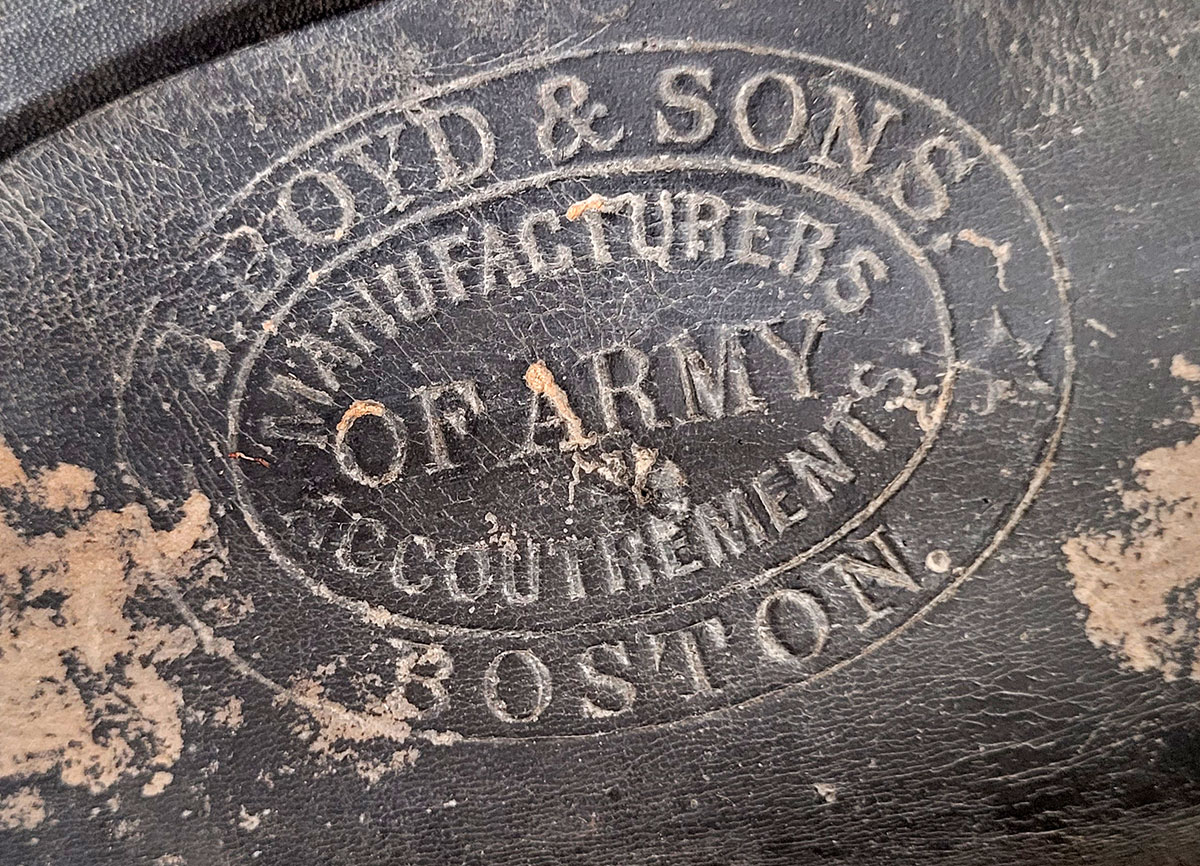 BOYD & SONS,
MANUFACTURERS
OF ARMY
ACCOUTREMENTS
BOSTON.